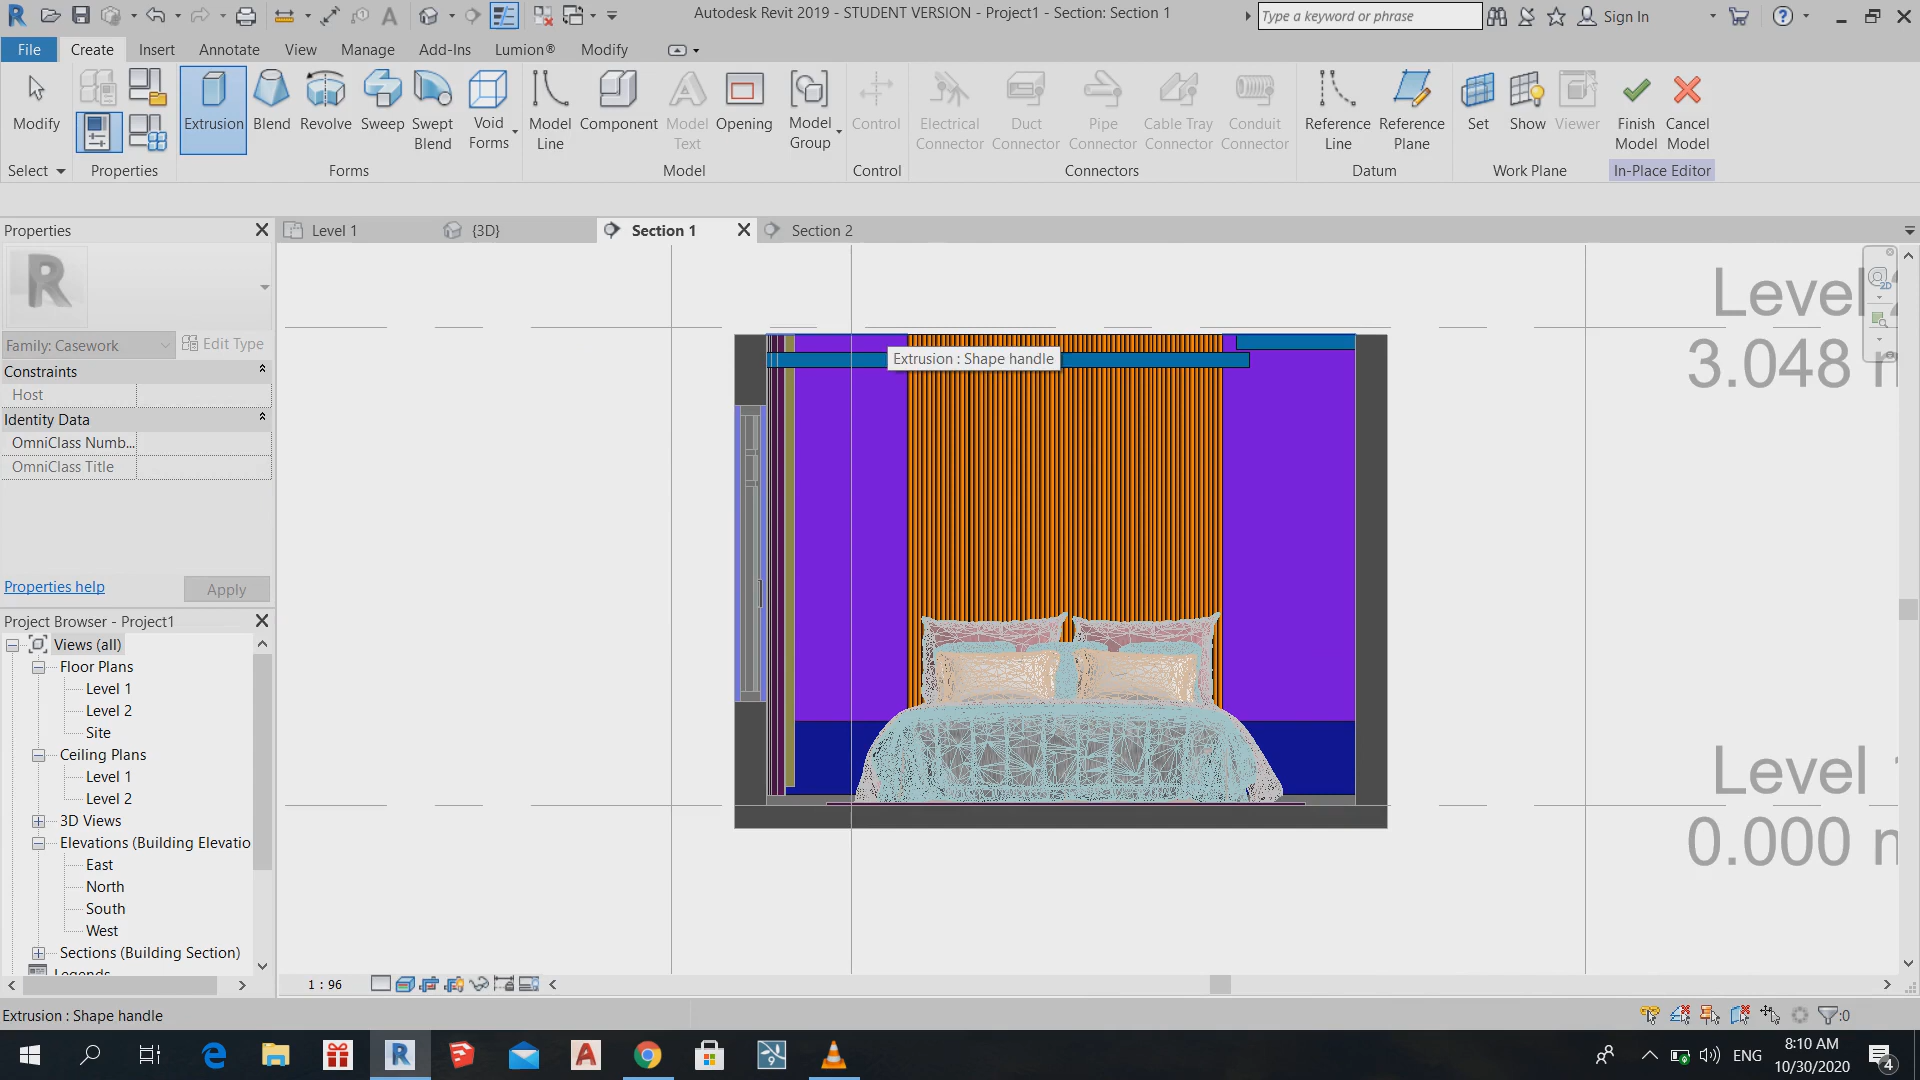 Autodesk Revit 2019 - STUDENT VERSION - Project1 - Section: Section 1
Type a keyword or phrase
Sign In
File
Create
Insert
Annotate
View
Manage
Add-Ins
Lumion®
Modify
Modify
Extrusion
Blend
Revolve
Sweep
Swept Blend
Void Forms
Model Line
Component
Model Text
Opening
Model Group
Control
Electrical Connector
Duct Connector
Pipe Connector
Cable Tray Connector
Conduit Connector
Reference Line
Reference Plane
Set
Show
Viewer
Finish Model
Cancel Model
Select
Properties
Forms
Model
Control
Connectors
Datum
Work Plane
In-Place Editor
Properties
Level 1
{3D}
Section 1
Section 2
R
Family: Casework
Edit Type
Constraints
Host
Identity Data
OmniClass Numb...
OmniClass Title
Properties help
Apply
Project Browser - Project1
Views (all)
Floor Plans
Level 1
Level 2
Site
Ceiling Plans
Level 1
Level 2
3D Views
Elevations (Building Elevatio
East
North
South
West
Sections (Building Section)
Legends
Extrusion : Shape handle
Level
3.048
2D
Level
0.000
1 : 96
Extrusion : Shape handle
:0
ENG
8:10 AM
10/30/2020
4